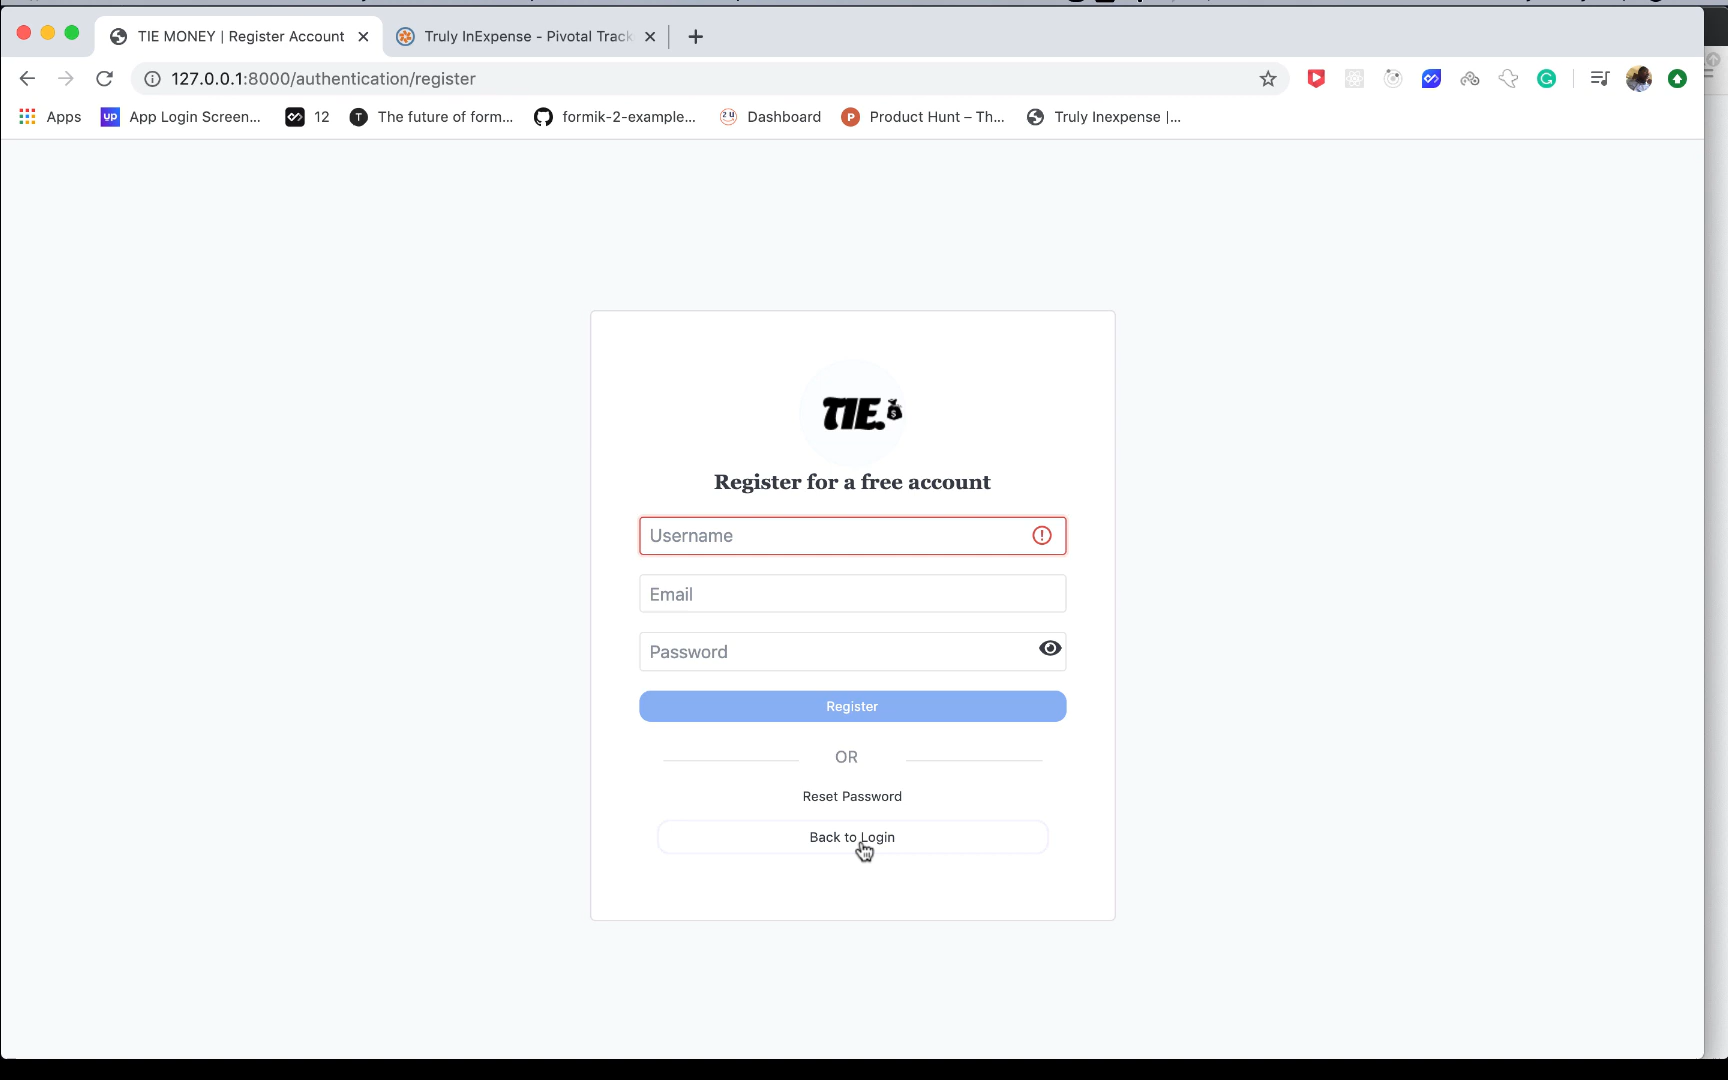 TIE MONEY | Register Account
Truly InExpense - Pivotal Track
127.0.0.1:8000/authentication/register
Apps
UP
App Login Screen...
12
T
The future of form...
formik-2-example...
2U
Dashboard
P
Product Hunt – Th...
Truly Inexpense |...
TIE.
$
Register for a free account
Username
Email
Password
Register
OR
Reset Password
Back to Login